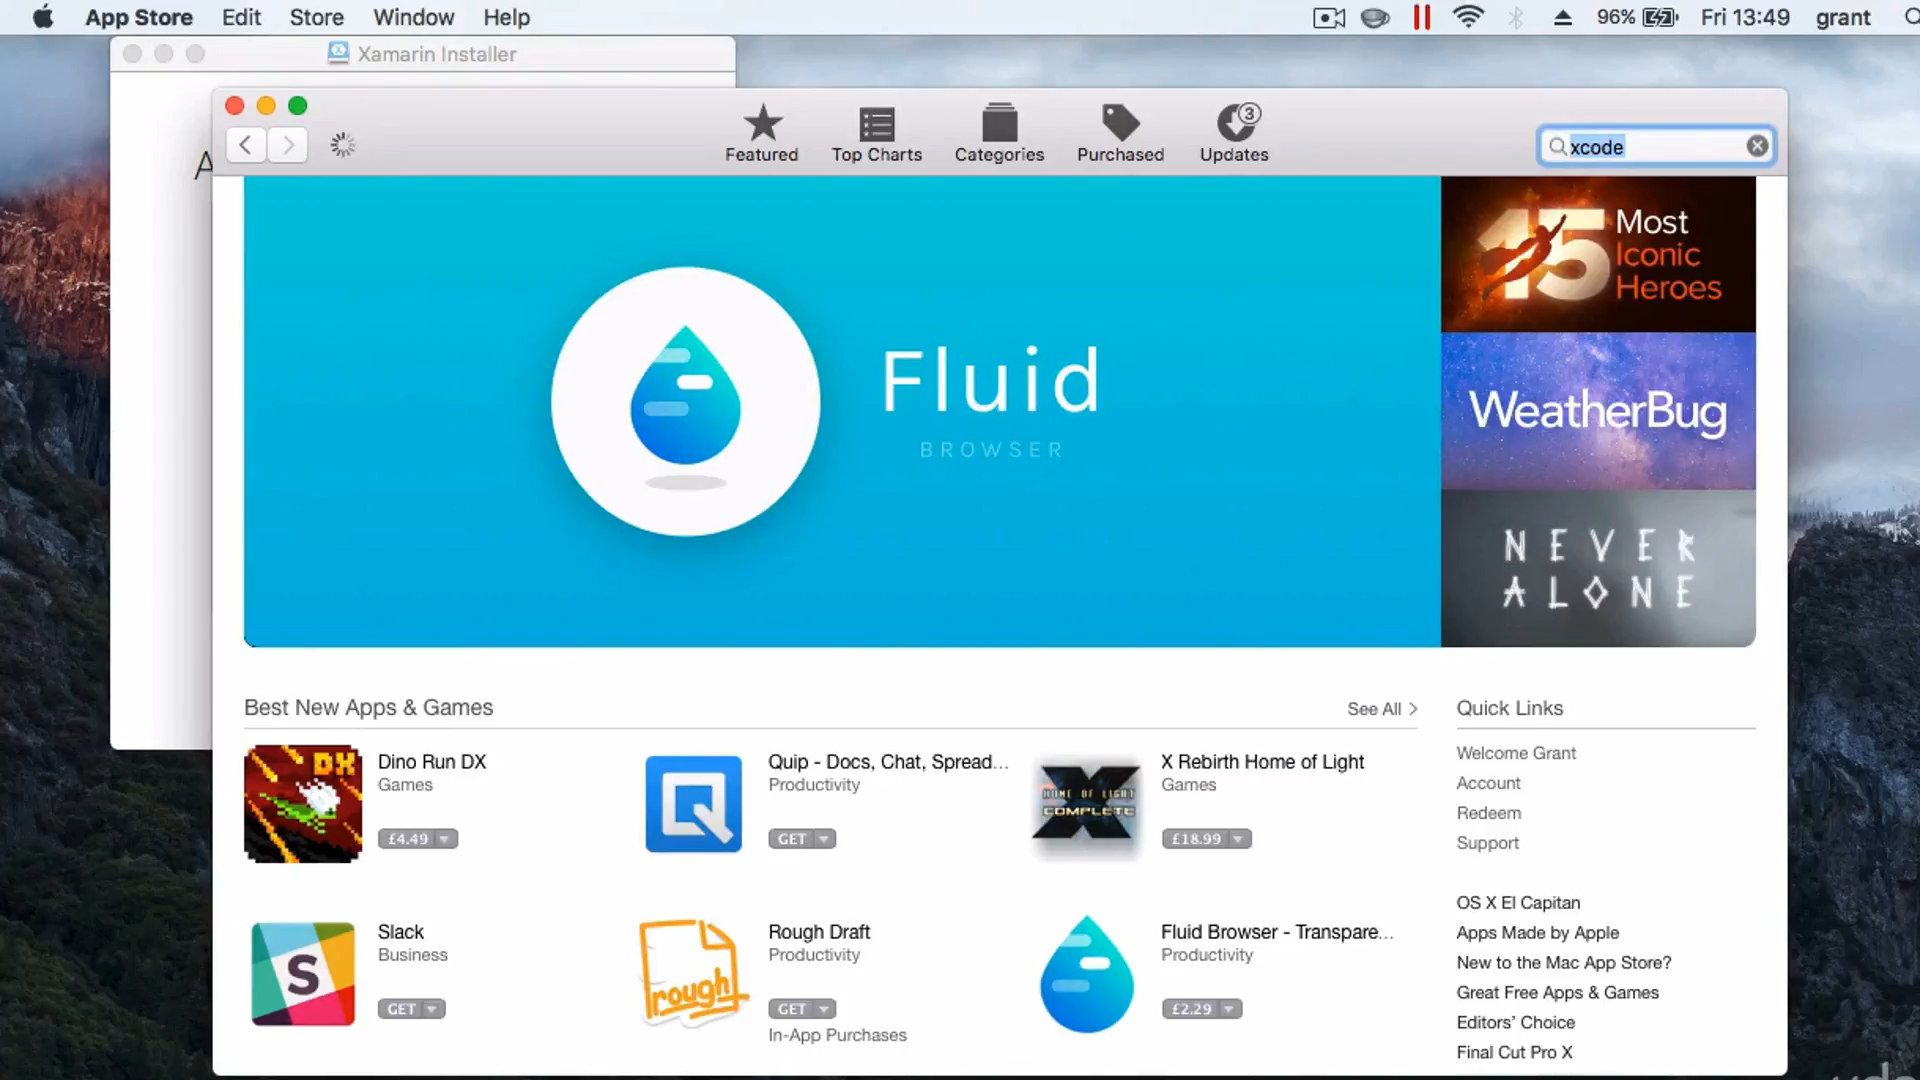 App Store Edit Store Window Help 96% Fri 13:49 grant
Xamarin Installer
Featured Top Charts Categories Purchased 3 Updates
xcode
A
Fluid
BROWSER
15 Most
Iconic
Heroes
WeatherBug
NEVER
ALONE
Best New Apps & Games See All >
Dino Run DX
Games
£4.49
Quip - Docs, Chat, Spread...
Productivity
GET
X Rebirth Home of Light
Games
£18.99
DX
Q
X
HOME OF LIGHT
COMPLETE
Slack
Business
GET
S
Rough Draft
Productivity
GET
In-App Purchases
rough
Fluid Browser - Transpare...
Productivity
£2.29
Quick Links
Welcome Grant
Account
Redeem
Support
OS X El Capitan
Apps Made by Apple
New to the Mac App Store?
Great Free Apps & Games
Editors’ Choice
Final Cut Pro X